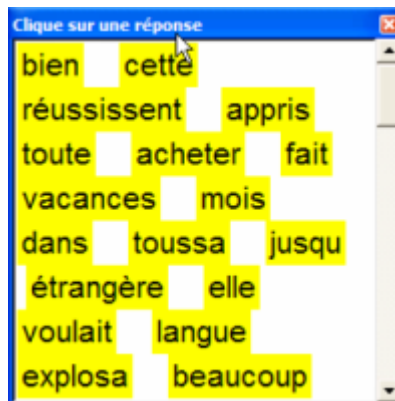 Clique sur une réponse
bien cette
réussissent appris
toute acheter fait
vacances mois
dans toussa jusqu
étrangère elle
voulait langue
explosa beaucoup